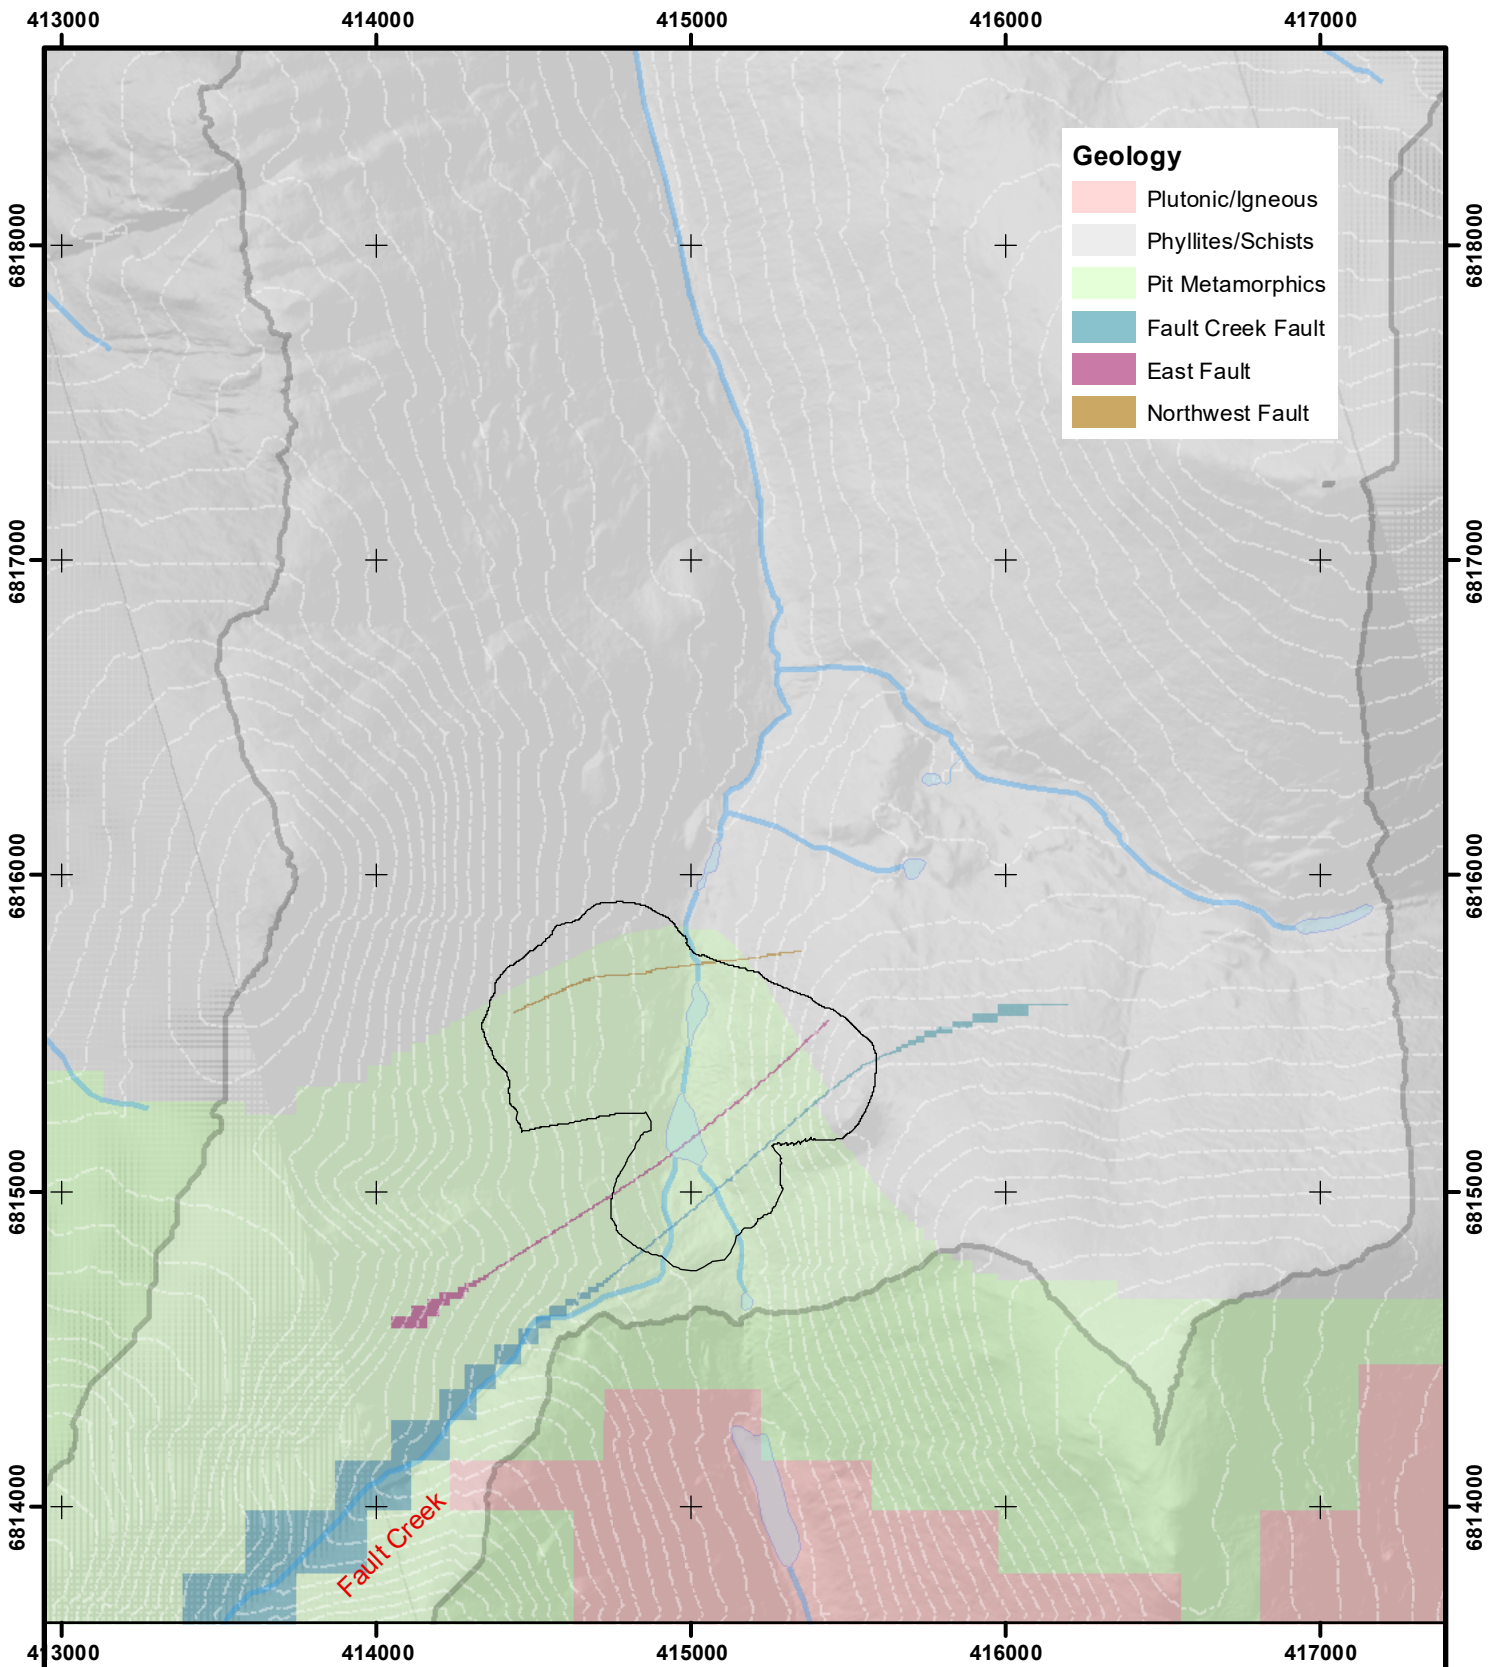 413000 414000 415000 416000 417000
Geology
Plutonic/Igneous
Phyllites/Schists
Pit Metamorphics
Fault Creek Fault
East Fault
Northwest Fault
6818000 6818000
6817000 6817000
6816000 6816000
6815000 6815000
6814000 6814000
Fault Creek
413000 414000 415000 416000 417000